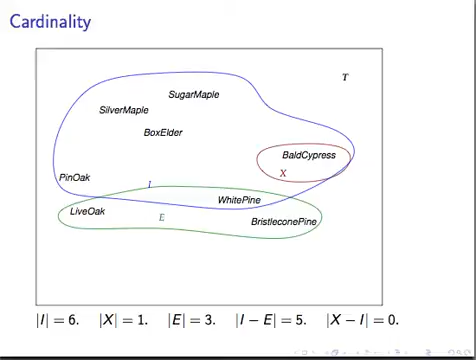 Cardinality
T
SugarMaple
SilverMaple
BoxElder
BaldCypress
X
PinOak
I
WhitePine
LiveOak
E
BristleconePine
|I| = 6. |X| = 1. |E| = 3. |I − E| = 5. |X − I| = 0.